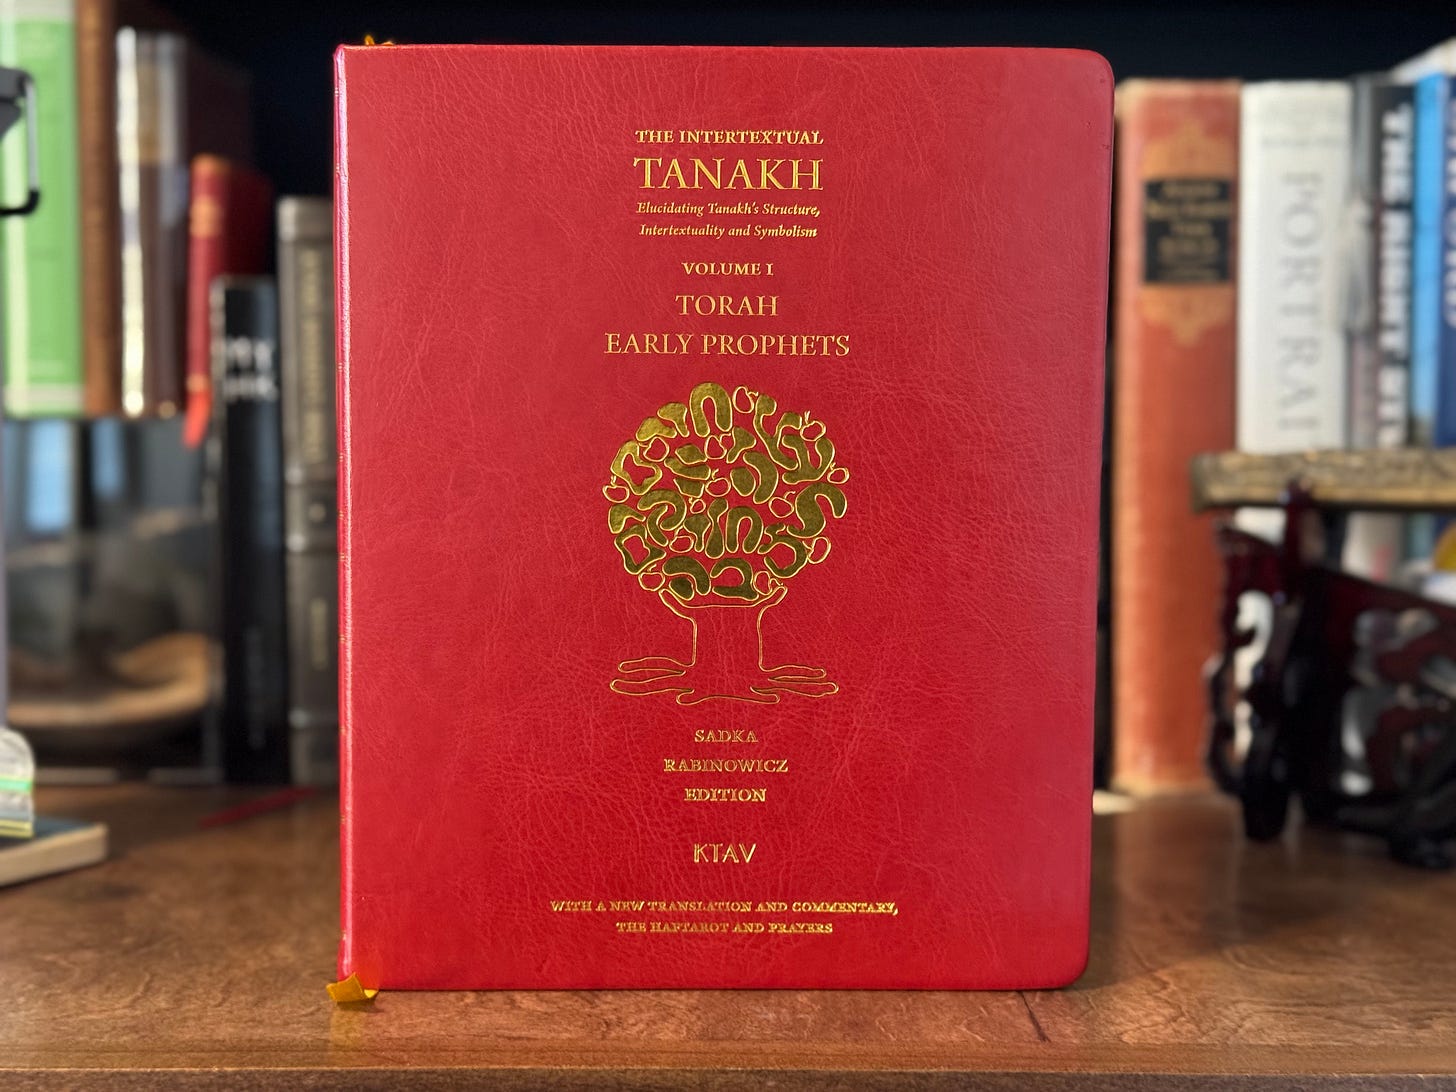 THE INTERTEXTUAL
TANAKH
Elucidating Tanakh's Structure,
Intertextuality and Symbolism
VOLUME I
TORAH
EARLY PROPHETS
SADKA
RABINOWICZ
EDITION
KTAV
WITH A NEW TRANSLATION AND COMMENTARY,
THE HAFTAROT AND PRAYERS